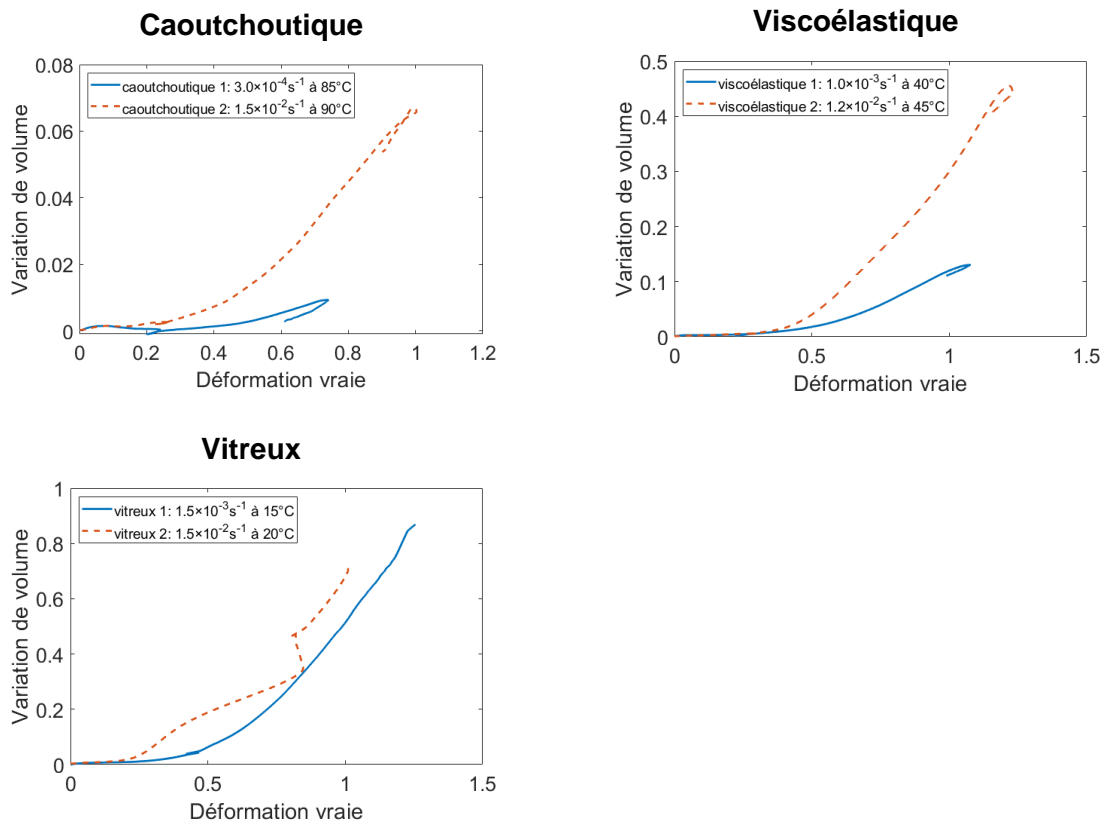 Caoutchoutique
Viscoélastique
0.08
0.06
0.04
0.02
0
Variation de volume
caoutchoutique 1: 3.0×10⁻⁴s⁻¹ à 85°C
caoutchoutique 2: 1.5×10⁻²s⁻¹ à 90°C
0 0.2 0.4 0.6 0.8 1 1.2
Déformation vraie
0.5
0.4
0.3
0.2
0.1
0
Variation de volume
viscoélastique 1: 1.0×10⁻³s⁻¹ à 40°C
viscoélastique 2: 1.2×10⁻²s⁻¹ à 45°C
0 0.5 1 1.5
Déformation vraie
Vitreux
1
0.8
0.6
0.4
0.2
0
Variation de volume
vitreux 1: 1.5×10⁻³s⁻¹ à 15°C
vitreux 2: 1.5×10⁻²s⁻¹ à 20°C
0 0.5 1 1.5
Déformation vraie